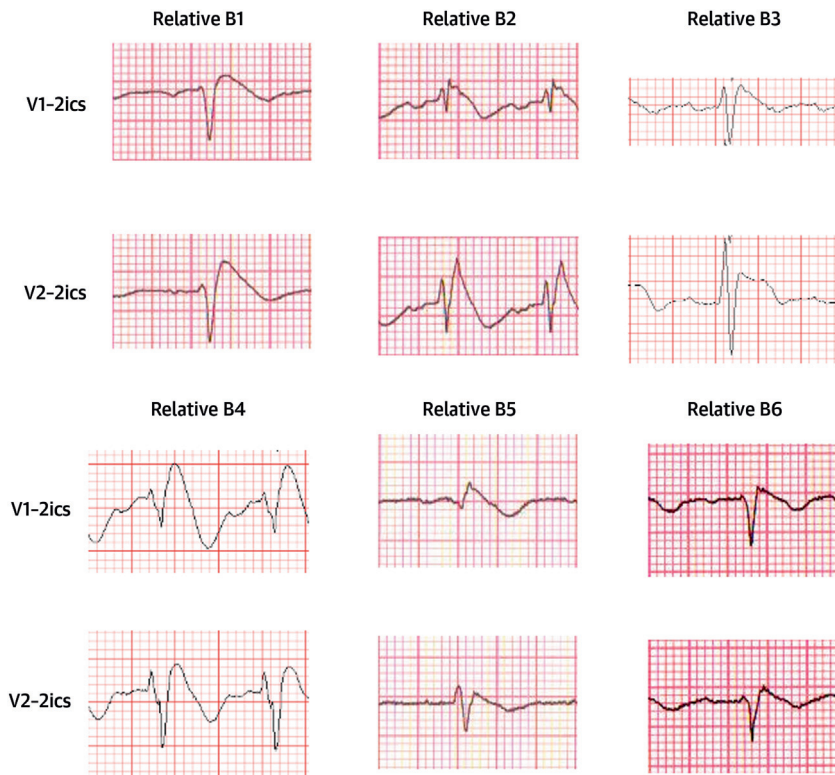 Relative B1 Relative B2 Relative B3
V1-2ics
V2-2ics
Relative B4 Relative B5 Relative B6
V1-2ics
V2-2ics